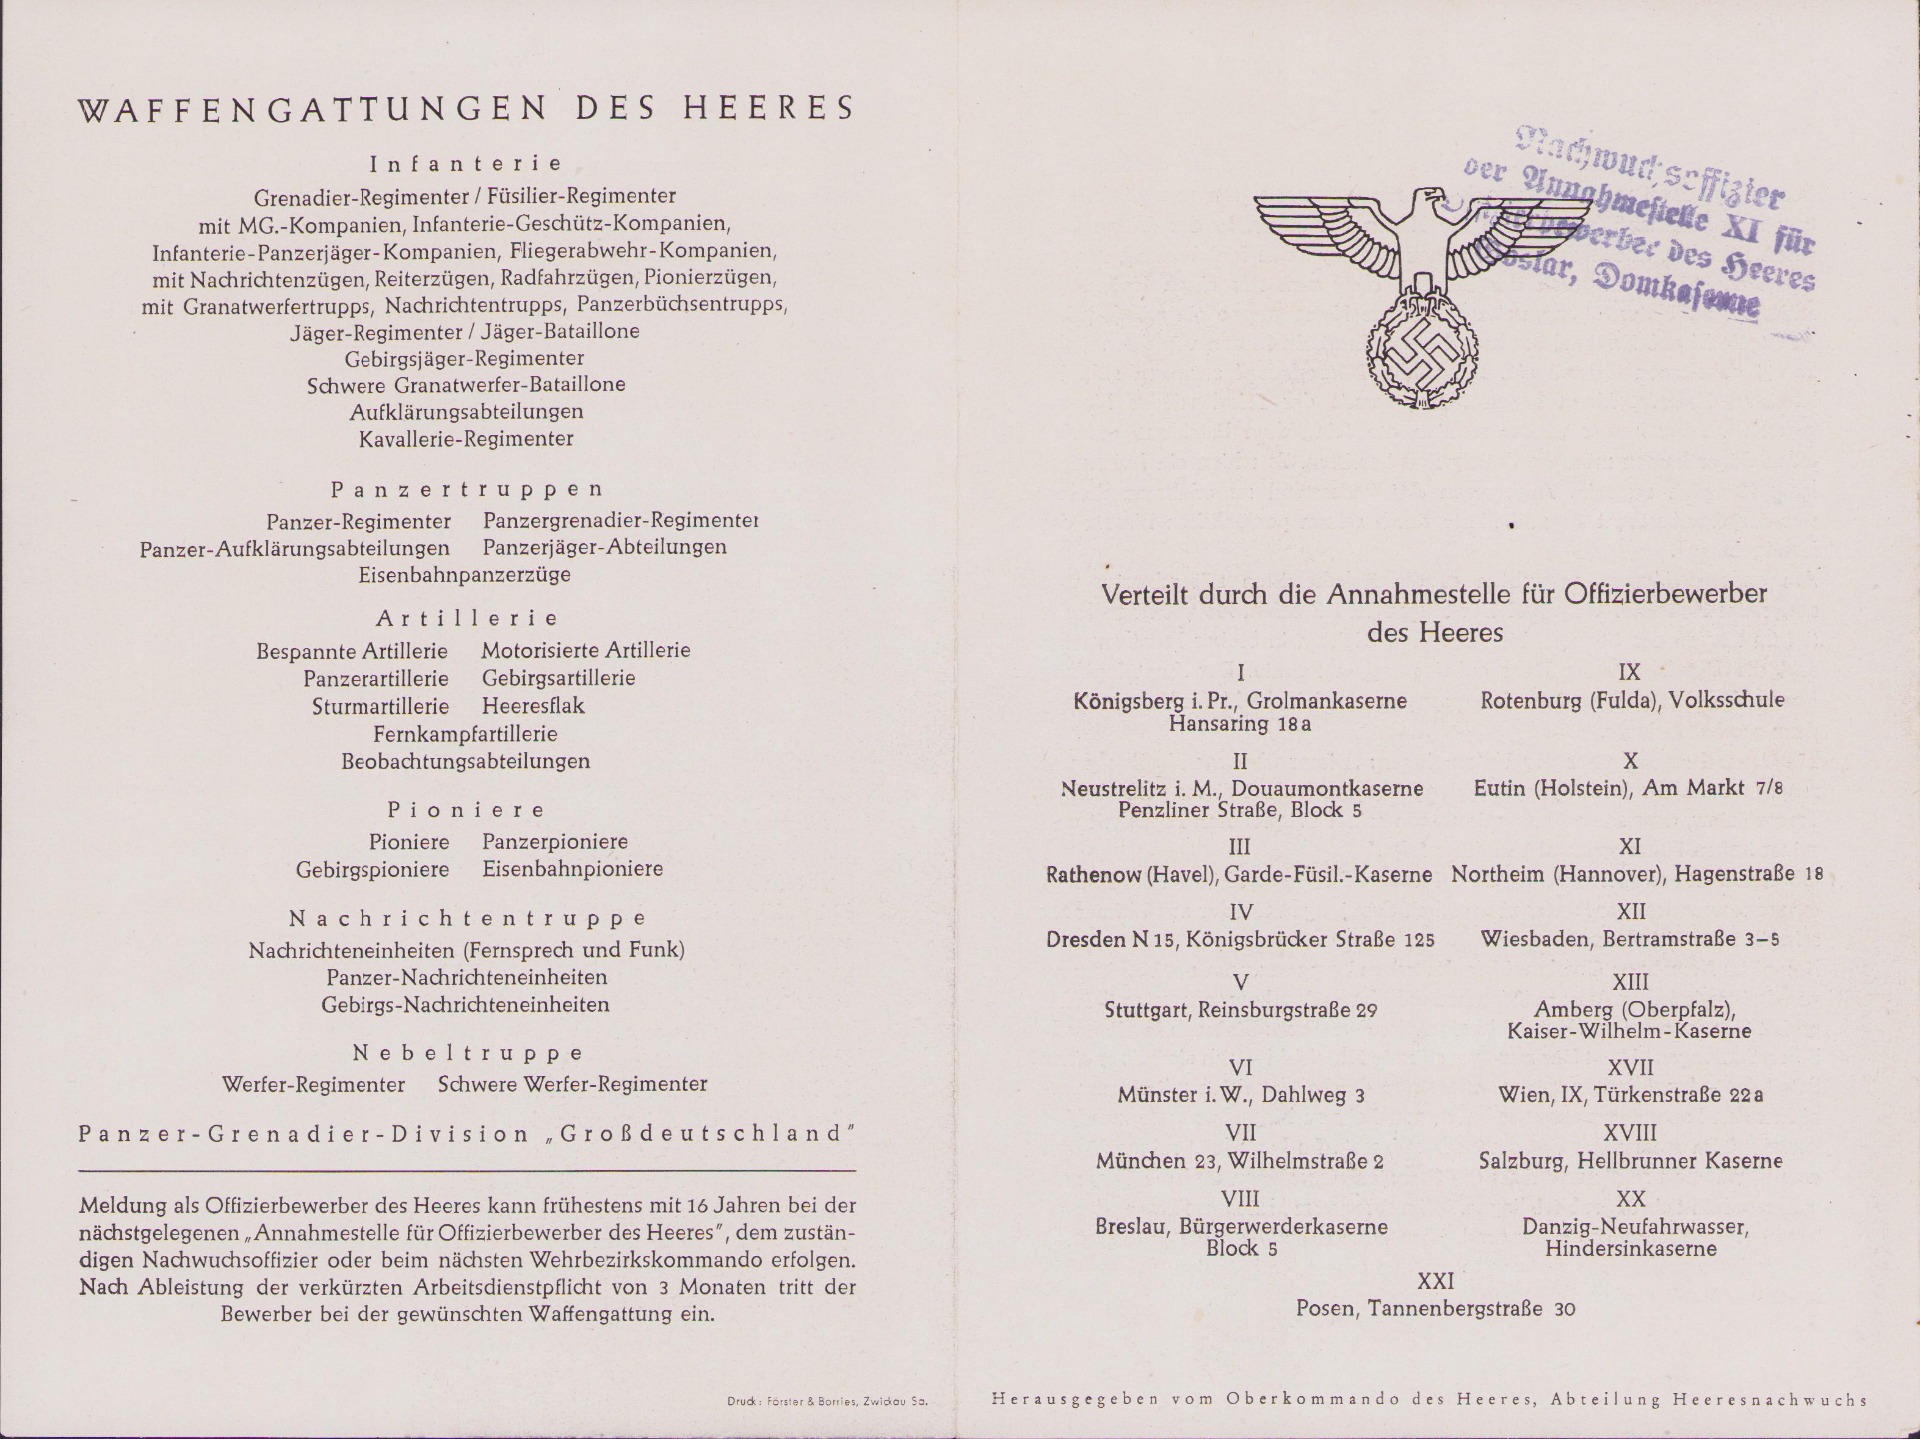 WAFFENGATTUNGEN DES HEERES
Infanterie
Grenadier-Regimenter / Füsilier-Regimenter
mit MG.-Kompanien, Infanterie-Geschütz-Kompanien,
Infanterie-Panzerjäger-Kompanien, Fliegerabwehr-Kompanien,
mit Nachrichtenzügen, Reiterzügen, Radfahrzügen, Pionierzügen,
mit Granatwerfertrupps, Nachrichtentrupps, Panzerbüchsentrupps,
Jäger-Regimenter / Jäger-Bataillone
Gebirgsjäger-Regimenter
Schwere Granatwerfer-Bataillone
Aufklärungsabteilungen
Kavallerie-Regimenter
Panzertruppen
Panzer-Regimenter Panzergrenadier-Regimenter
Panzer-Aufklärungsabteilungen Panzerjäger-Abteilungen
Eisenbahnpanzerzüge
Artillerie
Bespannte Artillerie Motorisierte Artillerie
Panzerartillerie Gebirgsartillerie
Sturmartillerie Heeresflak
Fernkampfartillerie
Beobachtungsabteilungen
Pioniere
Pioniere Panzerpioniere
Gebirgspioniere Eisenbahnpioniere
Nachrichtentruppe
Nachrichteneinheiten (Fernsprech und Funk)
Panzer-Nachrichteneinheiten
Gebirgs-Nachrichteneinheiten
Nebeltruppe
Werfer-Regimenter Schwere Werfer-Regimenter
Panzer-Grenadier-Division „Großdeutschland"
Meldung als Offizierbewerber des Heeres kann frühestens mit 16 Jahren bei der
nächstgelegenen „Annahmestelle für Offizierbewerber des Heeres", dem zustän-
digen Nachwuchsoffizier oder beim nächsten Wehrbezirkskommando erfolgen.
Nach Ableistung der verkürzten Arbeitsdienstpflicht von 3 Monaten tritt der
Bewerber bei der gewünschten Waffengattung ein.
Druck: Förster & Borries, Zwickau Sa.
Nachwuchsoffizier
der Annahmestelle XI für
Offizierbewerber des Heeres
Goslar, Domkaserne
Verteilt durch die Annahmestelle für Offizierbewerber
des Heeres
I
Königsberg i. Pr., Grolmankaserne
Hansaring 18a
II
Neustrelitz i. M., Douaumontkaserne
Penzliner Straße, Block 5
III
Rathenow (Havel), Garde-Füsil.-Kaserne
IV
Dresden N 15, Königsbrücker Straße 125
V
Stuttgart, Reinsburgstraße 29
VI
Münster i. W., Dahlweg 3
VII
München 23, Wilhelmstraße 2
VIII
Breslau, Bürgerwerderkaserne
Block 5
IX
Rotenburg (Fulda), Volksschule
X
Eutin (Holstein), Am Markt 7/8
XI
Northeim (Hannover), Hagenstraße 18
XII
Wiesbaden, Bertramstraße 3–5
XIII
Amberg (Oberpfalz),
Kaiser-Wilhelm-Kaserne
XVII
Wien, IX, Türkenstraße 22a
XVIII
Salzburg, Hellbrunner Kaserne
XX
Danzig-Neufahrwasser,
Hindersinkaserne
XXI
Posen, Tannenbergstraße 30
Herausgegeben vom Oberkommando des Heeres, Abteilung Heeresnachwuchs